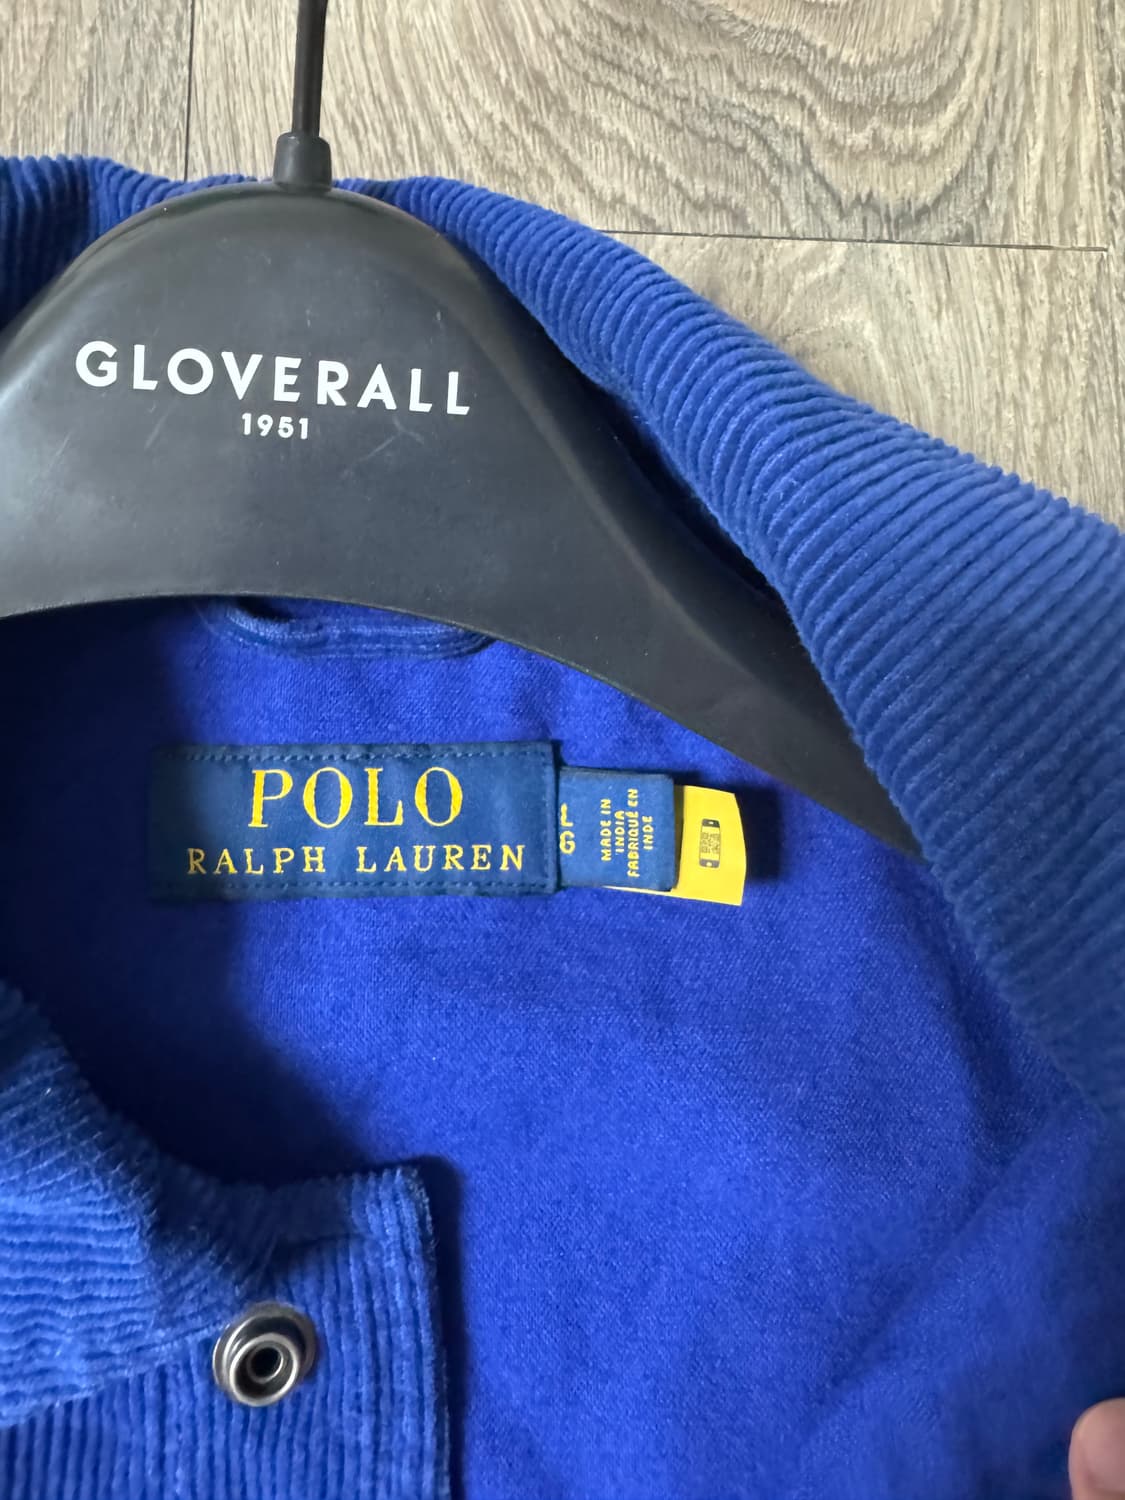 GLOVERALL
1951
POLO
RALPH LAUREN
L
G
MADE IN
INDIA
FABRIQUÉ EN
INDE